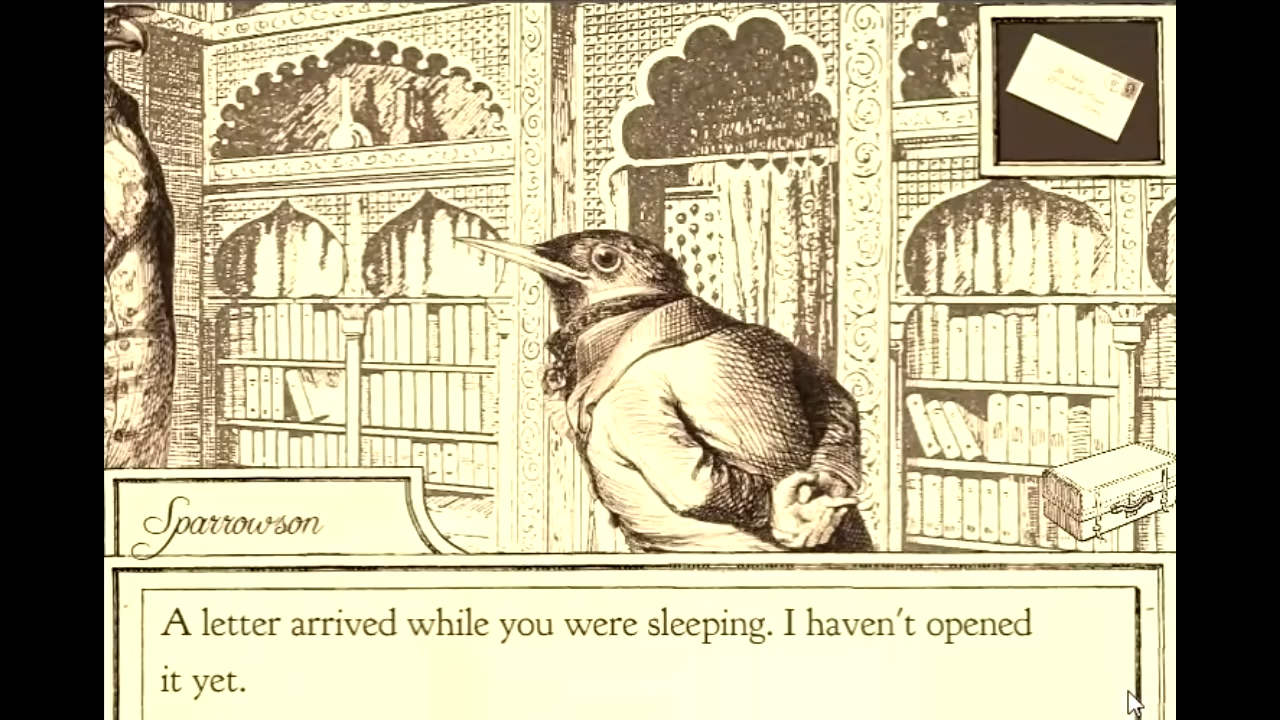 Sparrowson
A letter arrived while you were sleeping. I haven't opened
it yet.